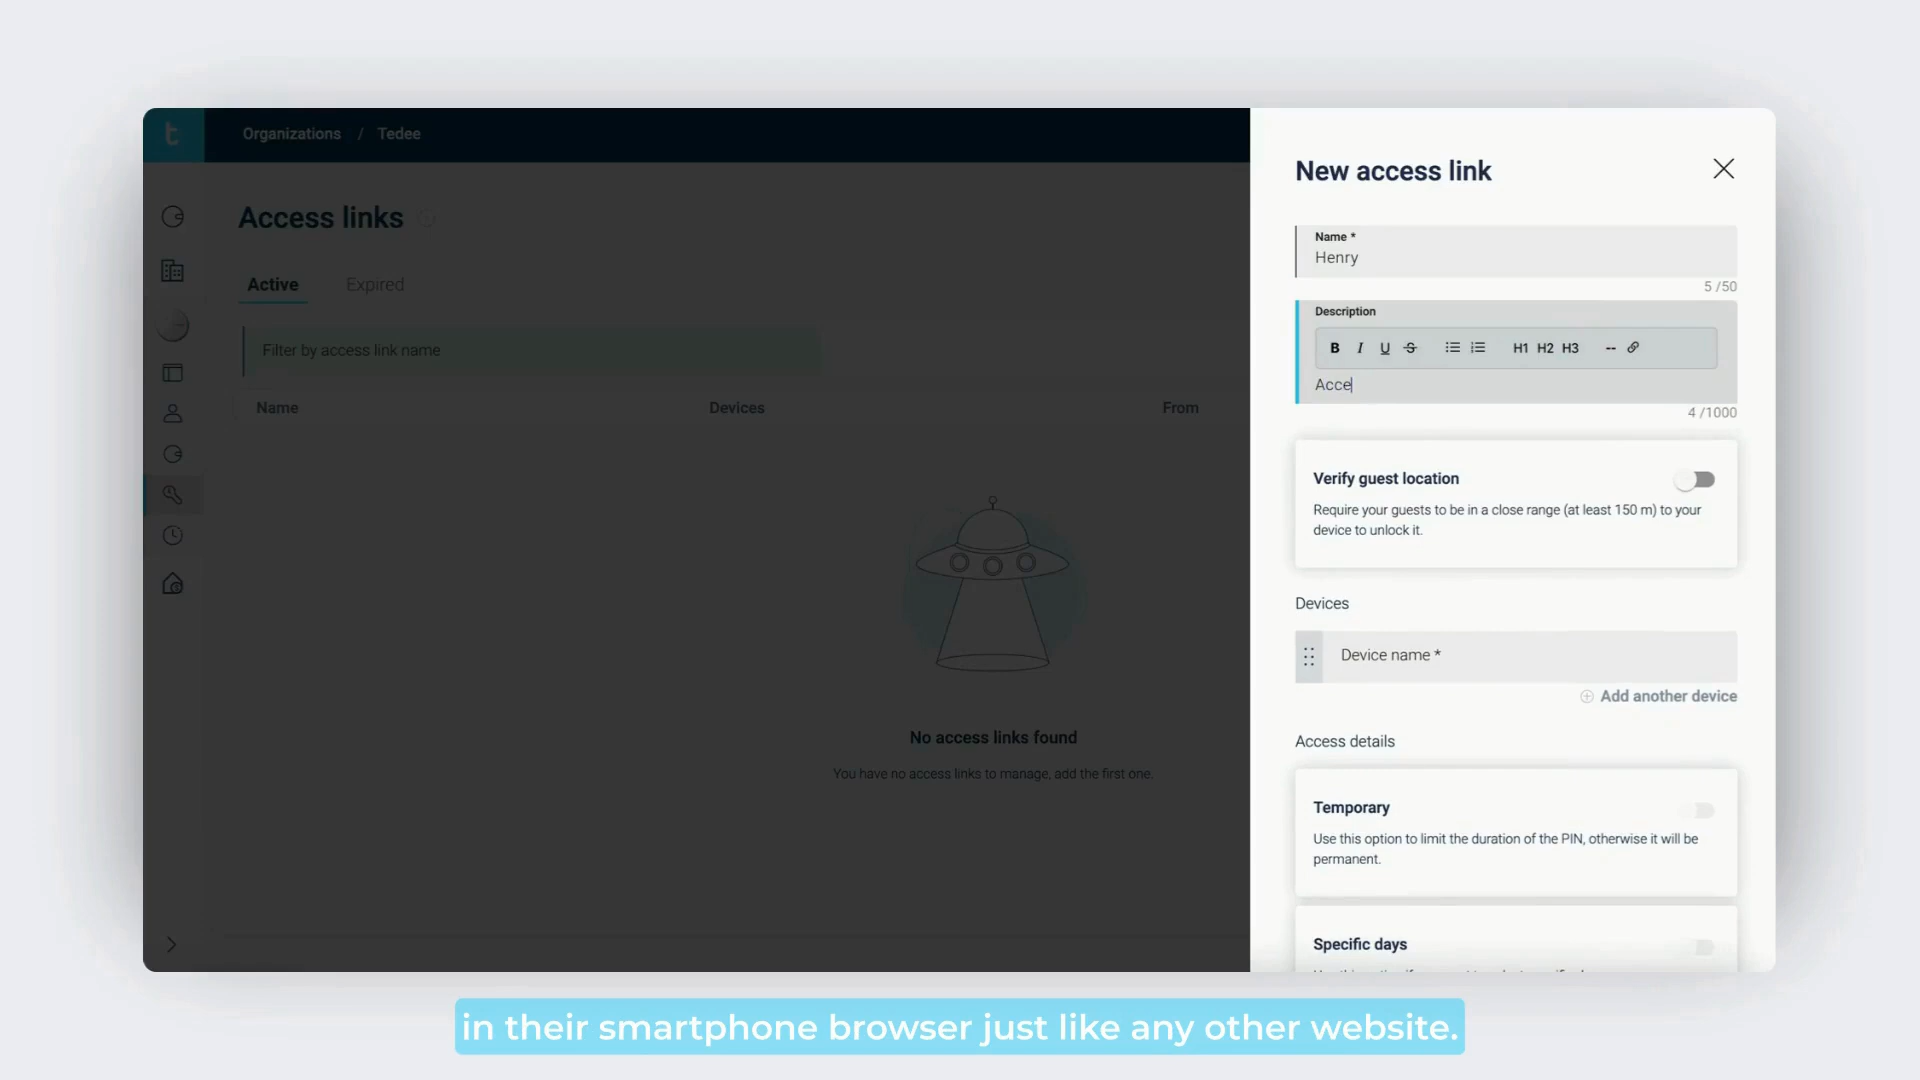 t
Organizations / Tedee
Access links
Active Expired
Filter by access link name
Name Devices From
No access links found
You have no access links to manage, add the first one.
New access link
Name *
Henry
5 /50
Description
B I U S H1 H2 H3 --
Acce
4 /1000
Verify guest location
Require your guests to be in a close range (at least 150 m) to your
device to unlock it.
Devices
Device name *
Add another device
Access details
Temporary
Use this option to limit the duration of the PIN, otherwise it will be
permanent.
Specific days
in their smartphone browser just like any other website.